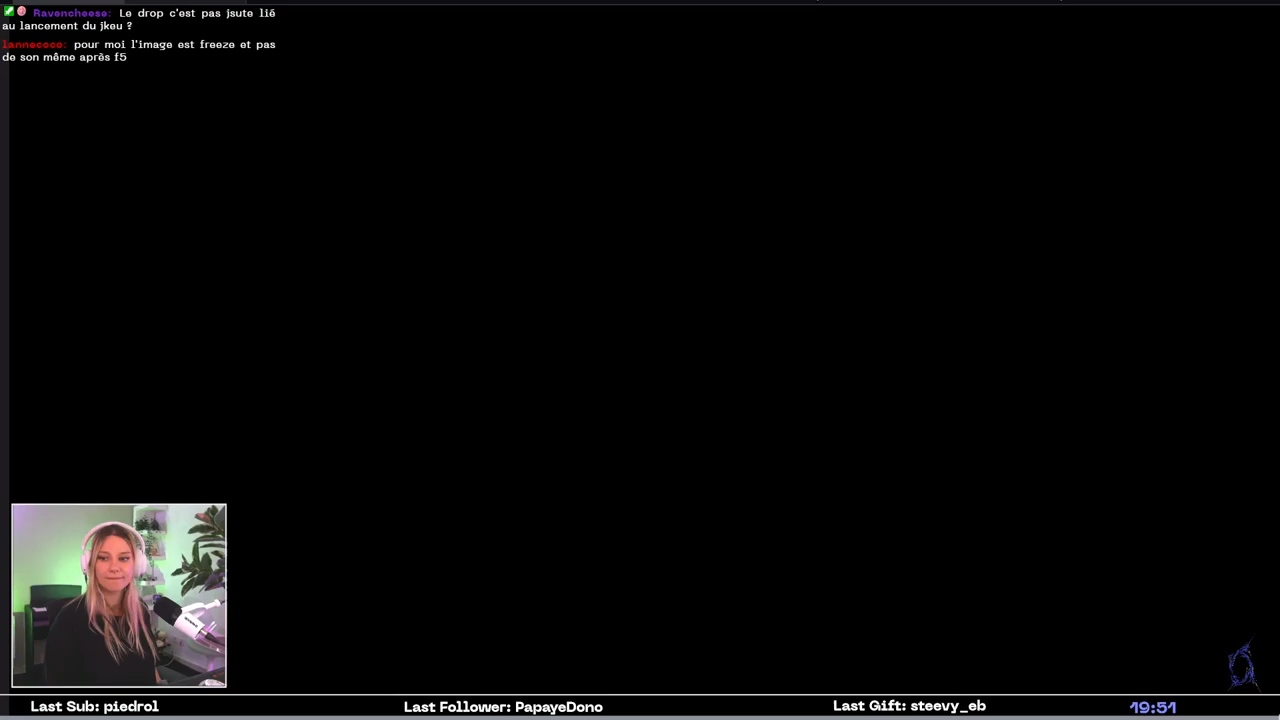 Ravencheese: Le drop c'est pas jsute lié
au lancement du jkeu ?
Iannecoco: pour moi l'image est freeze et pas
de son même après f5
Last Sub: piedrol
Last Follower: PapayeDono
Last Gift: steevy_eb
19:51